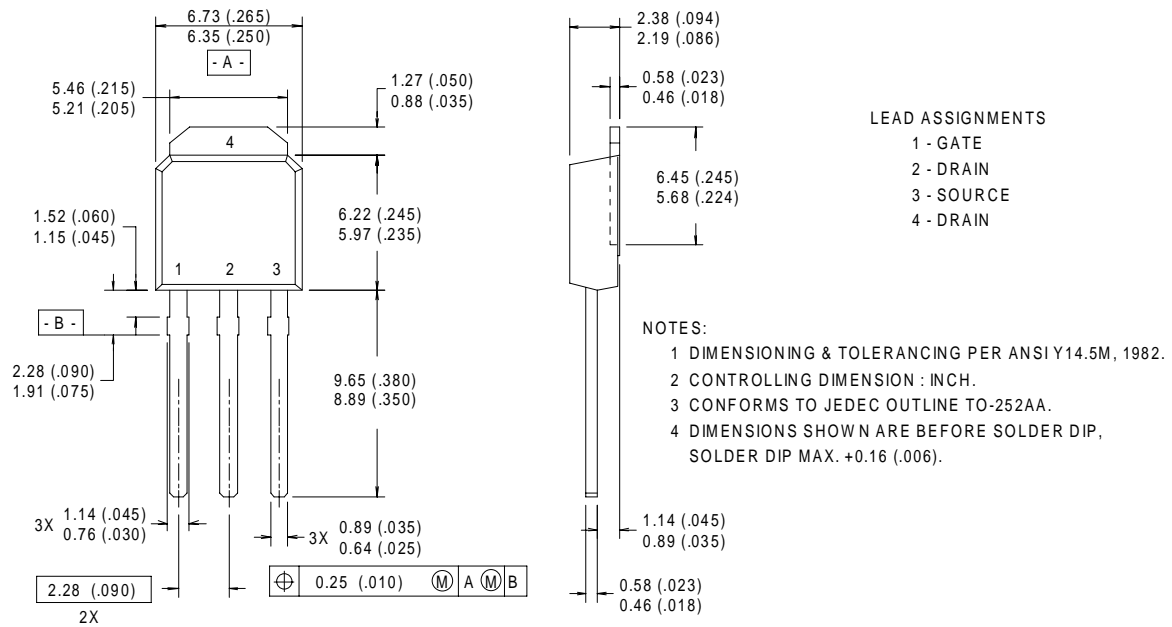 6.73 (.265)
6.35 (.250)
- A -
5.46 (.215)
5.21 (.205)
1.27 (.050)
0.88 (.035)
4
1.52 (.060)
1.15 (.045)
6.22 (.245)
5.97 (.235)
1 2 3
- B -
2.28 (.090)
1.91 (.075)
9.65 (.380)
8.89 (.350)
3X 1.14 (.045)
0.76 (.030)
3X 0.89 (.035)
0.64 (.025)
2.28 (.090)
2X
⌖ 0.25 (.010) Ⓜ A Ⓜ B
2.38 (.094)
2.19 (.086)
0.58 (.023)
0.46 (.018)
6.45 (.245)
5.68 (.224)
1.14 (.045)
0.89 (.035)
0.58 (.023)
0.46 (.018)
LEAD ASSIGNMENTS
1 - GATE
2 - DRAIN
3 - SOURCE
4 - DRAIN
NOTES:
1 DIMENSIONING & TOLERANCING PER ANSI Y14.5M, 1982.
2 CONTROLLING DIMENSION : INCH.
3 CONFORMS TO JEDEC OUTLINE TO-252AA.
4 DIMENSIONS SHOWN ARE BEFORE SOLDER DIP,
SOLDER DIP MAX. +0.16 (.006).